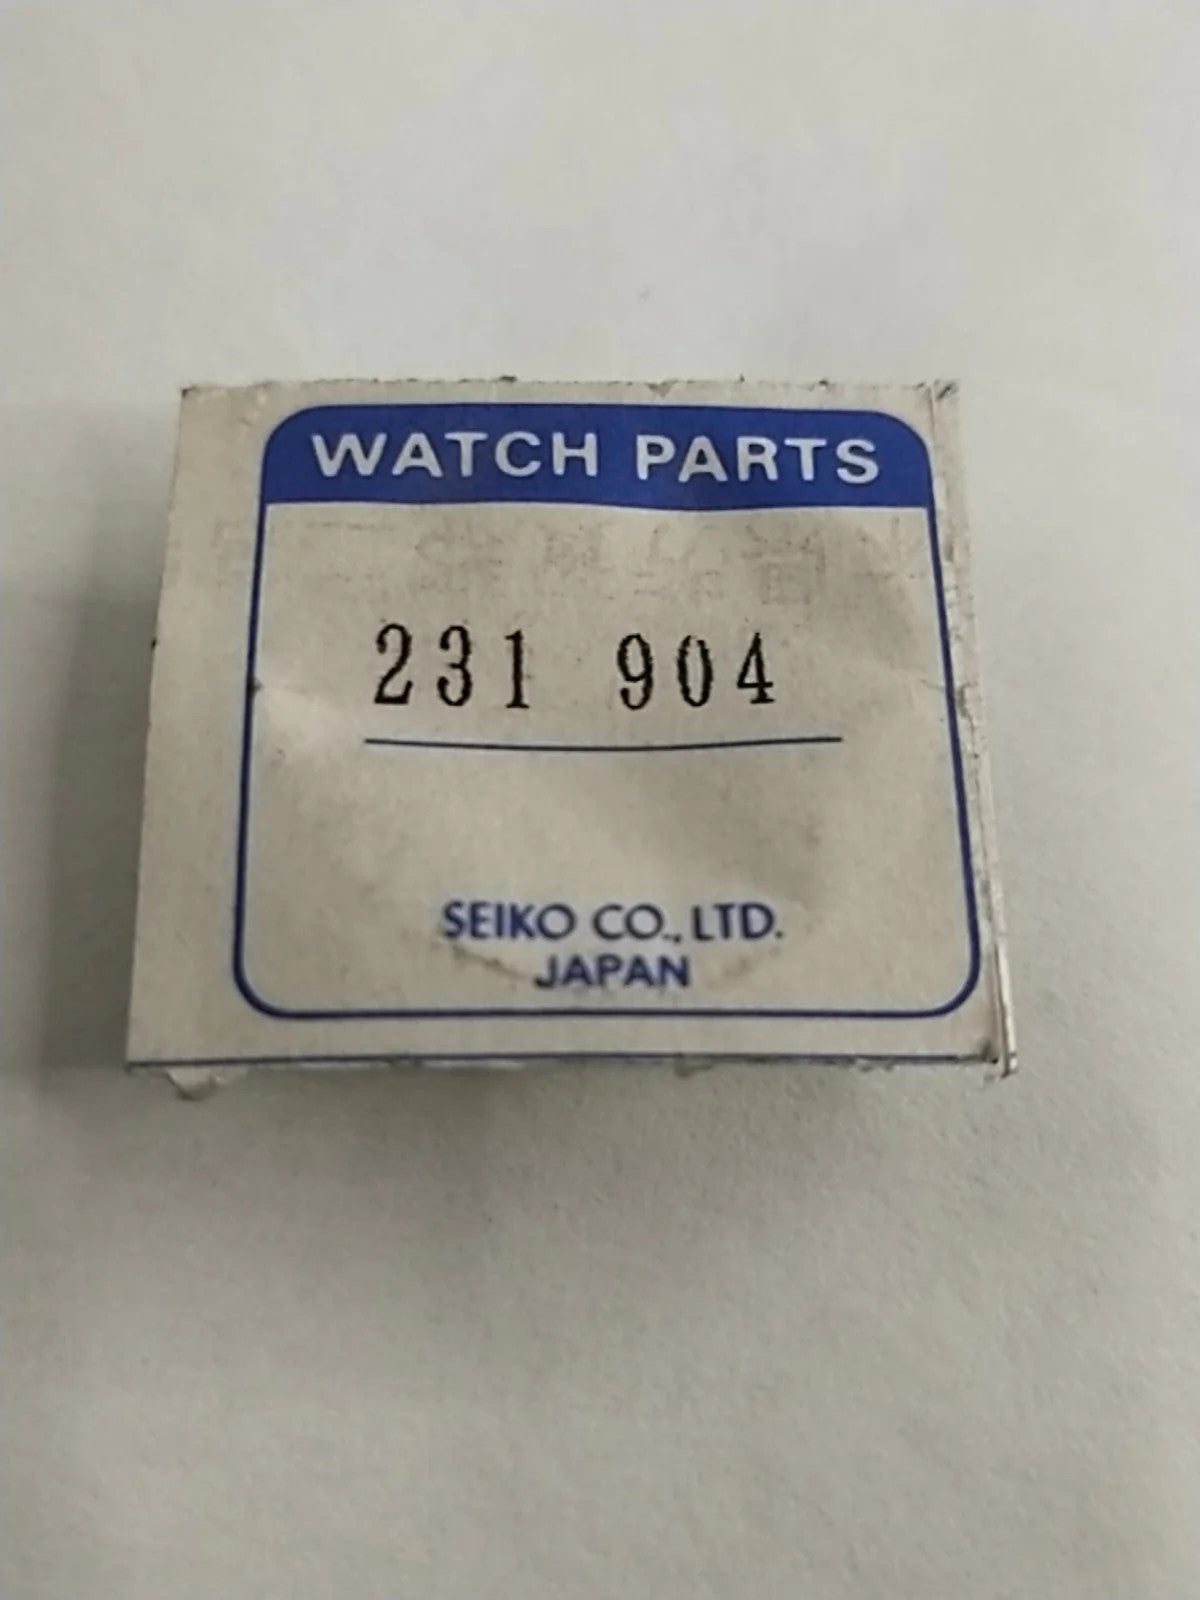 WATCH PARTS
231 904
SEIKO CO., LTD.
JAPAN